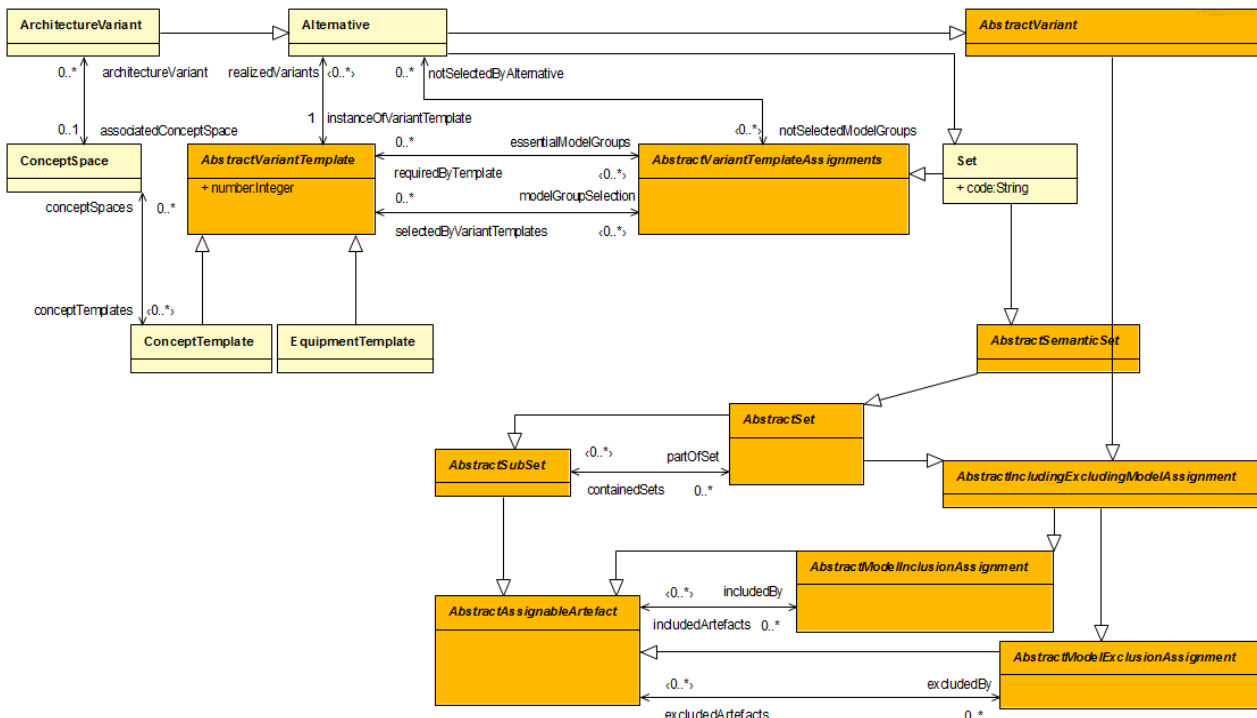 ArchitectureVariant
Alternative
AbstractVariant
0..*
architectureVariant
realizedVariants
‹0..*›
0..*
notSelectedByAlternative
0..1
associatedConceptSpace
1
instanceOfVariantTemplate
‹0..*›
notSelectedModelGroups
ConceptSpace
AbstractVariantTemplate
+ number:Integer
0..*
essentialModelGroups
requiredByTemplate
‹0..*›
0..*
modelGroupSelection
selectedByVariantTemplates
‹0..*›
AbstractVariantTemplateAssignments
Set
+ code:String
conceptSpaces
0..*
conceptTemplates
‹0..*›
ConceptTemplate
EquipmentTemplate
AbstractSemanticSet
AbstractSet
AbstractSubSet
‹0..*›
partOfSet
containedSets
0..*
AbstractIncludingExcludingModelAssignment
AbstractModelInclusionAssignment
AbstractAssignableArtefact
‹0..*›
includedBy
includedArtefacts
0..*
AbstractModelExclusionAssignment
‹0..*›
excludedBy
excludedArtefacts
0..*